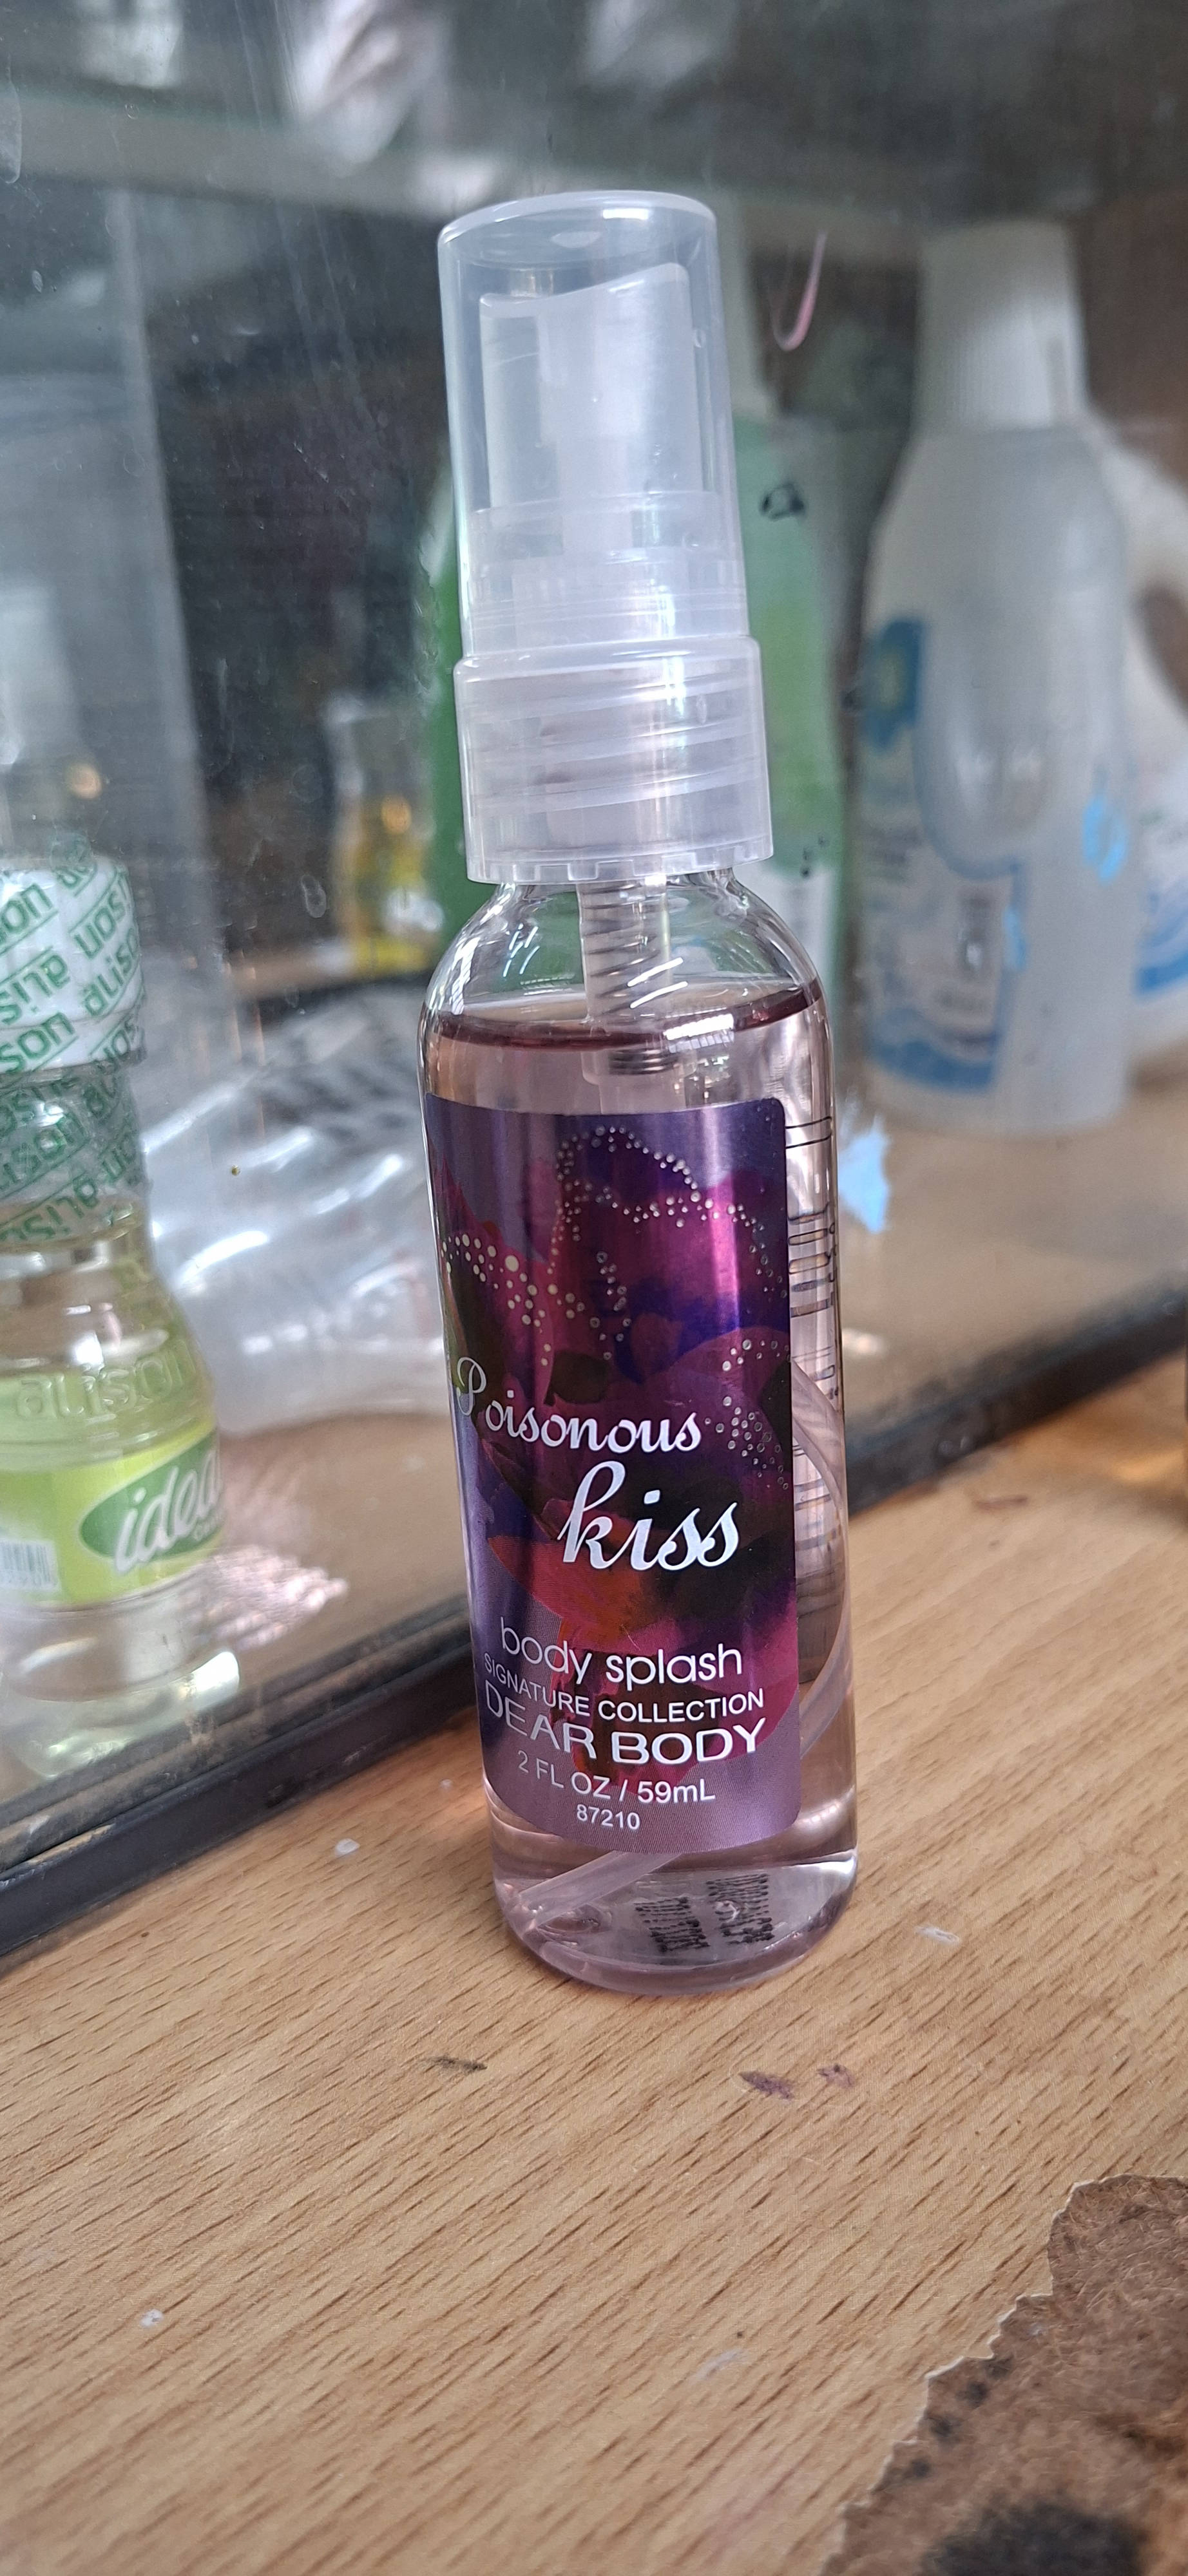 Poisonous
kiss
body splash
SIGNATURE COLLECTION
DEAR BODY
2 FL OZ / 59mL
87210
alison
alison
ideal